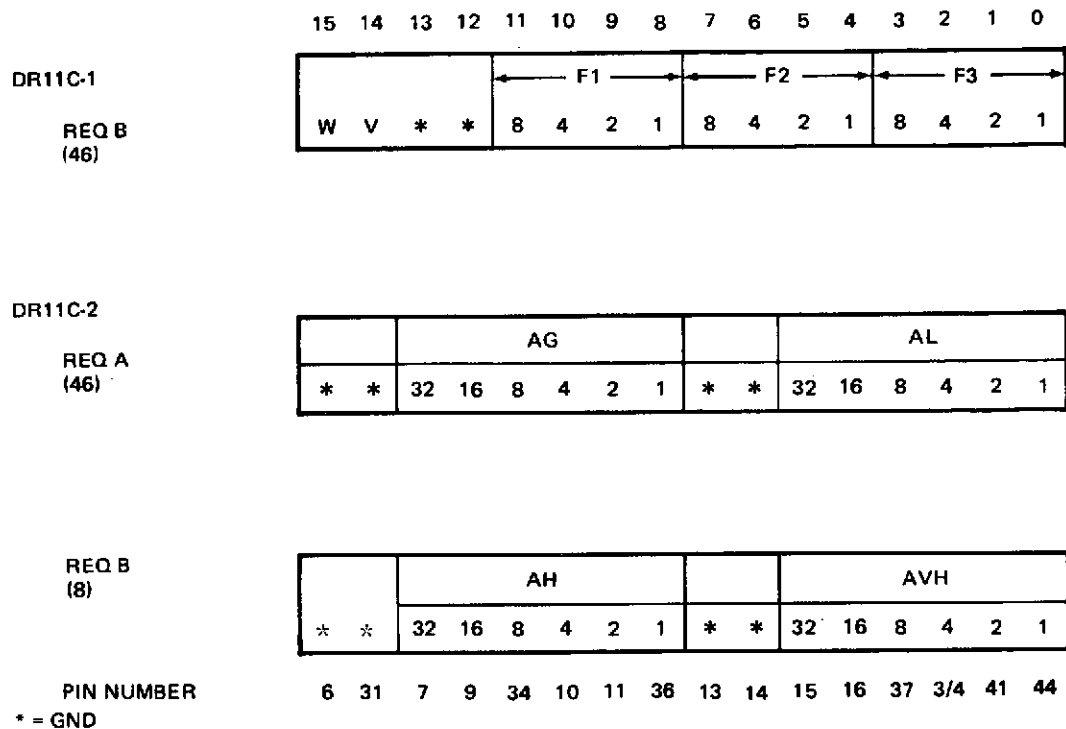 15 14 13 12 11 10 9 8 7 6 5 4 3 2 1 0
DR11C-1
F1 F2 F3
REQ B
W V * * 8 4 2 1 8 4 2 1 8 4 2 1
(46)
DR11C-2
AG AL
REQ A
(46)
* * 32 16 8 4 2 1 * * 32 16 8 4 2 1
REQ B
AH AVH
(8)
* * 32 16 8 4 2 1 * * 32 16 8 4 2 1
PIN NUMBER 6 31 7 9 34 10 11 36 13 14 15 16 37 3/4 41 44
* = GND